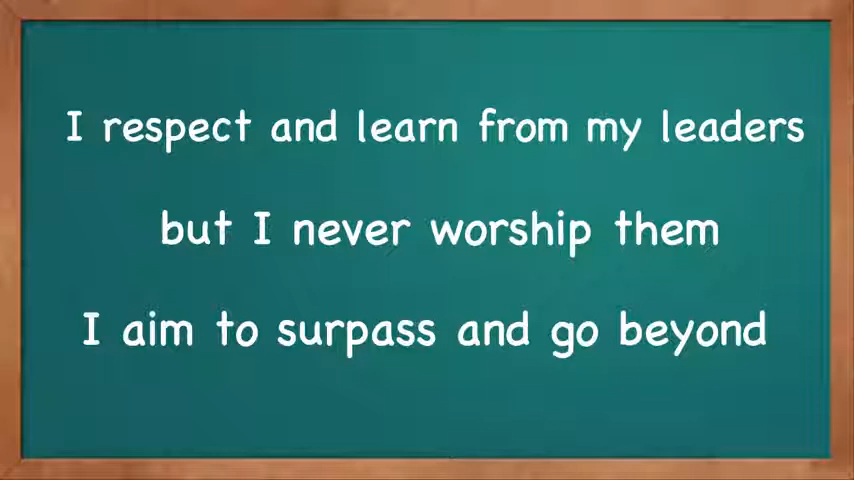 I respect and learn from my leaders
but I never worship them
I aim to surpass and go beyond